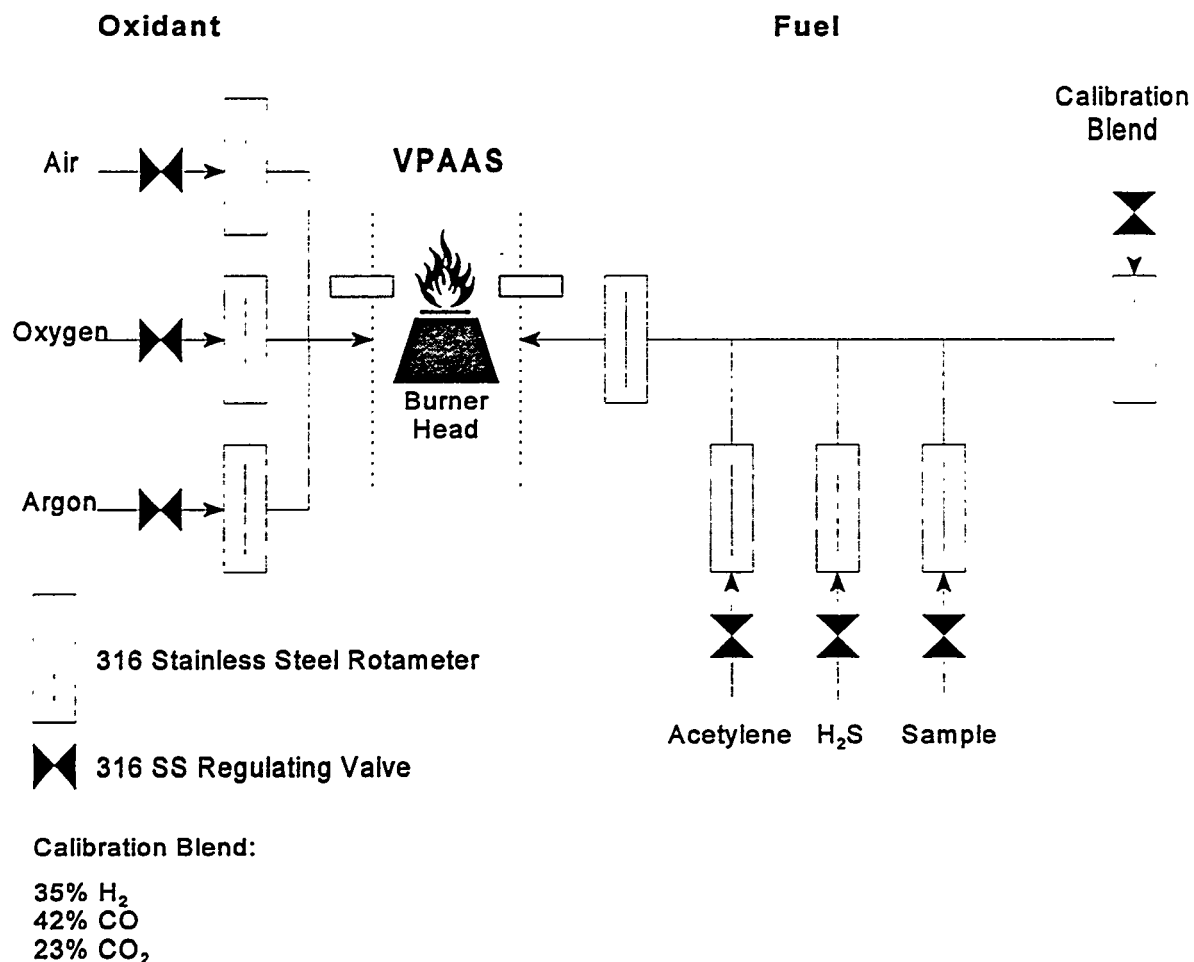 Oxidant
Fuel
Calibration
Blend
Air
VPAAS
Oxygen
Burner
Head
Argon
316 Stainless Steel Rotameter
Acetylene H₂S Sample
316 SS Regulating Valve
Calibration Blend:
35% H₂
42% CO
23% CO₂